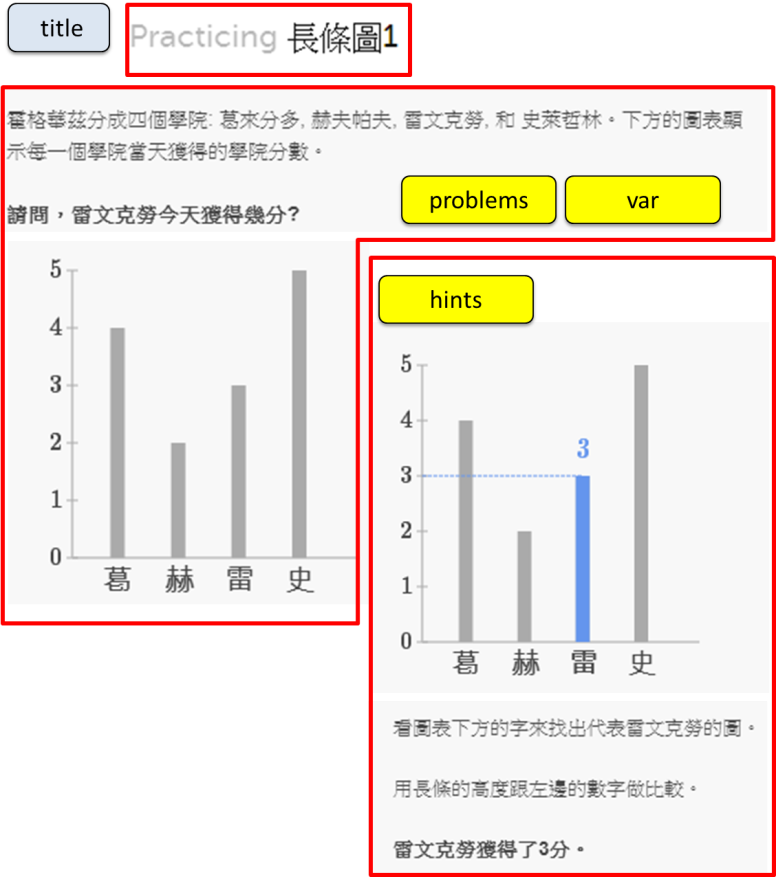 title
Practicing 長條圖1
霍格華茲分成四個學院: 葛來分多, 赫夫帕夫, 雷文克勞, 和 史萊哲林。下方的圖表顯
示每一個學院當天獲得的學院分數。
請問，雷文克勞今天獲得幾分?
problems
var
5
4
3
2
1
0
葛 赫 雷 史
hints
5
4
3
3
2
1
0
葛 赫 雷 史
看圖表下方的字來找出代表雷文克勞的圖。
用長條的高度跟左邊的數字做比較。
雷文克勞獲得了3分。